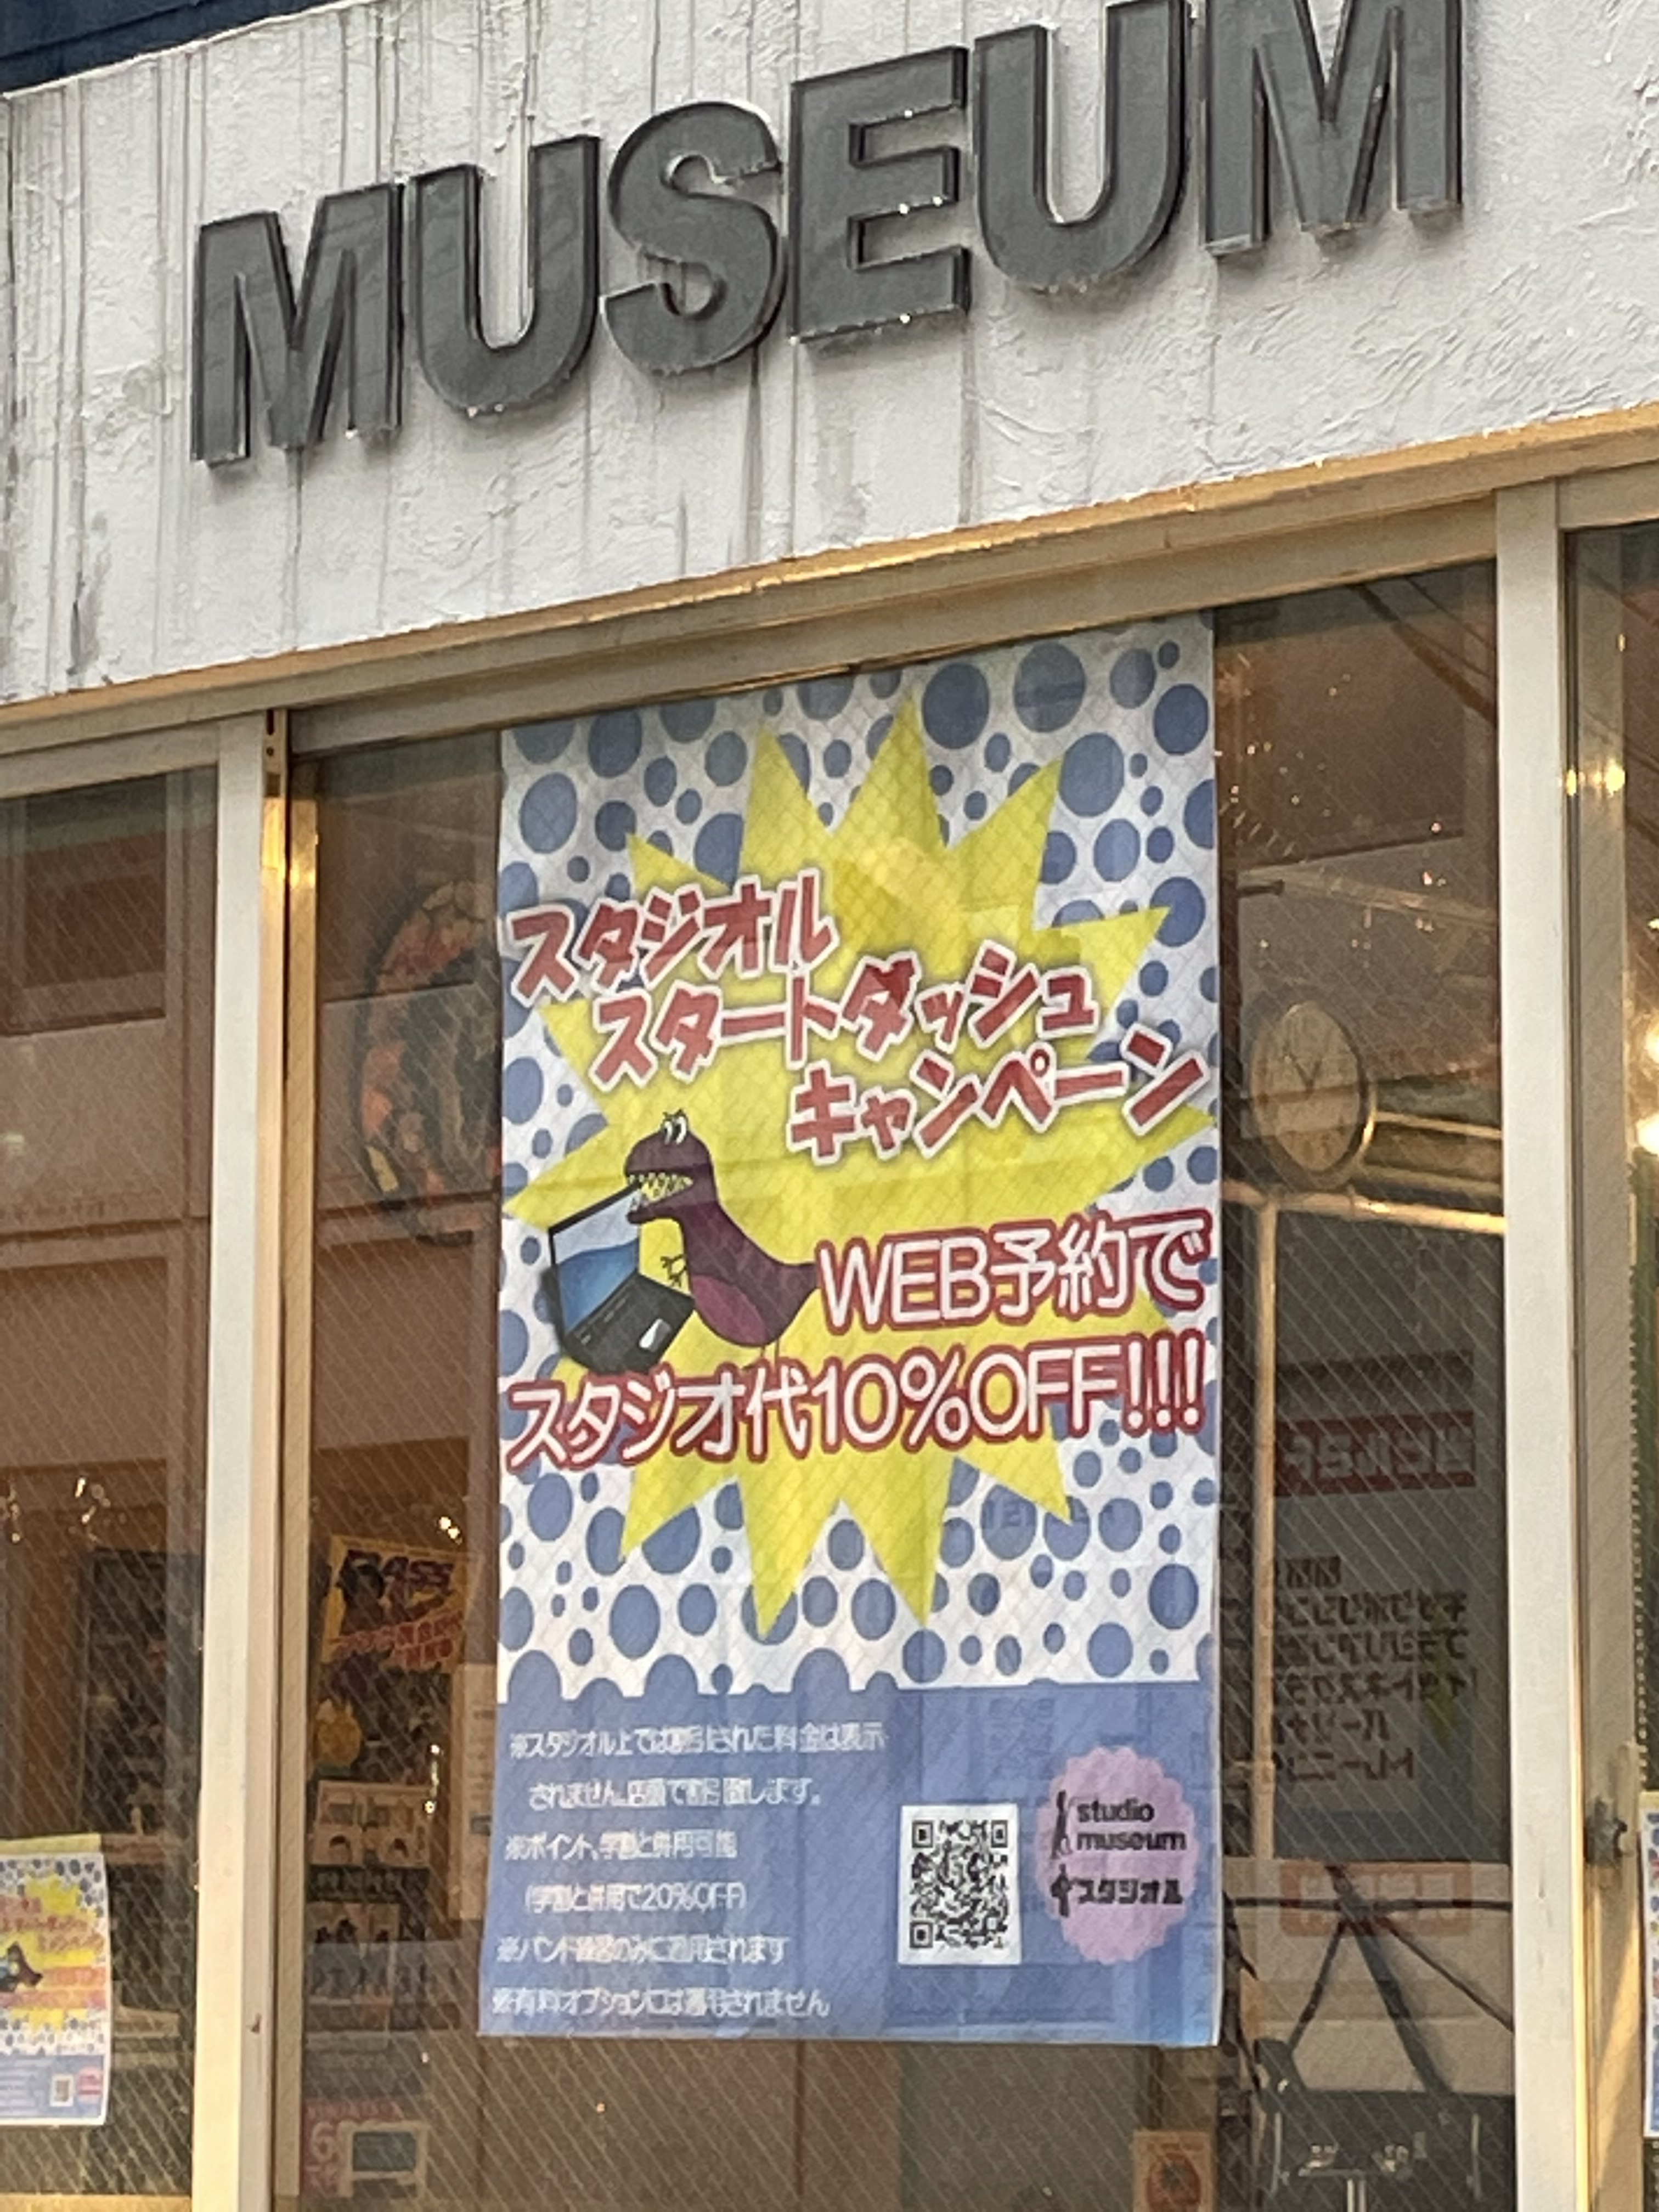 MUSEUM
スタジオル
スタートダッシュ
キャンペーン
WEB予約で
スタジオ代10%OFF!!!
※スタジオル上では割引された料金は表示
されません。店頭で割引致します。
※ポイント、学割と併用可能
(学割と併用で20%OFF)
※バンド練習のみに適用されます
※有料オプションには適用されません
studio
museum
スタジオル
BASS